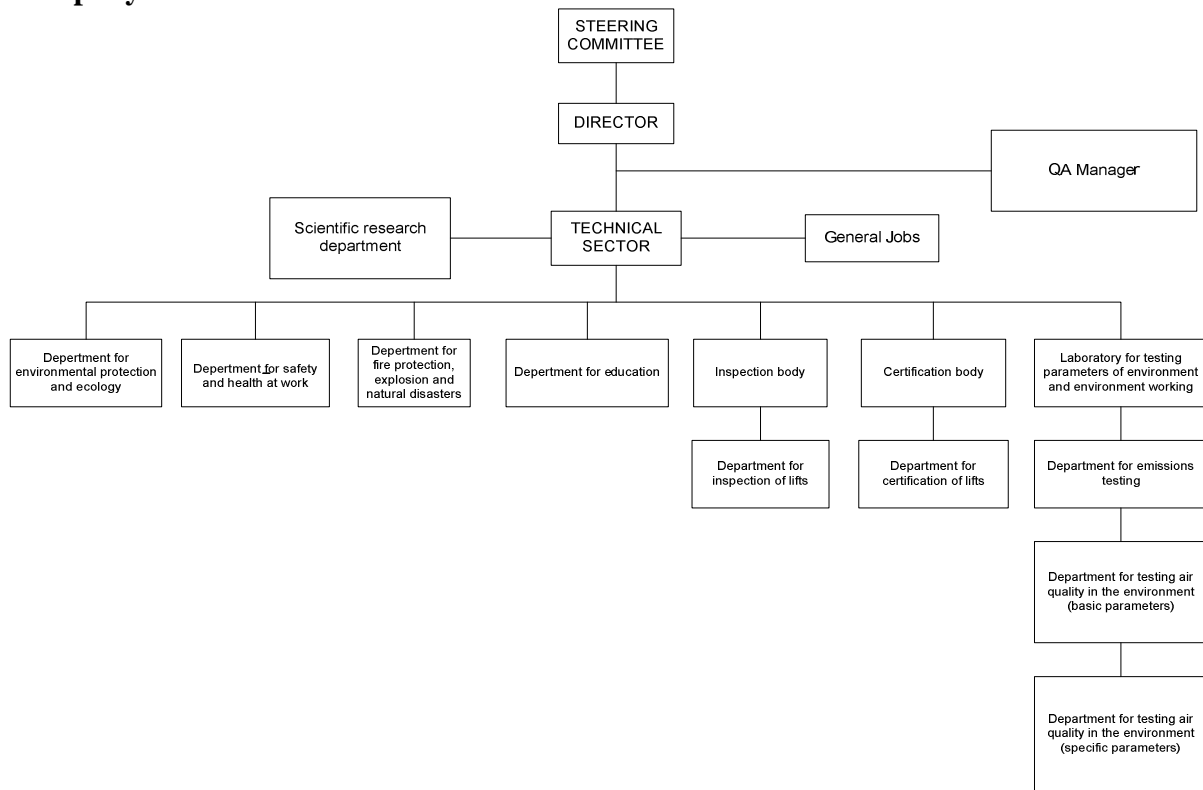 STEERING
COMMITTEE
DIRECTOR
QA Manager
Scientific research
department
TECHNICAL
SECTOR
General Jobs
Depertment for
environmental protection
and ecology
Depertment for safety
and health at work
Depertment for
fire protection,
explosion and
natural disasters
Department for education
Inspection body
Certification body
Laboratory for testing
parameters of environment
and environment working
Department for
inspection of lifts
Department for
certification of lifts
Department for emissions
testing
Department for testing air
quality in the environment
(basic parameters)
Department for testing air
quality in the environment
(specific parameters)